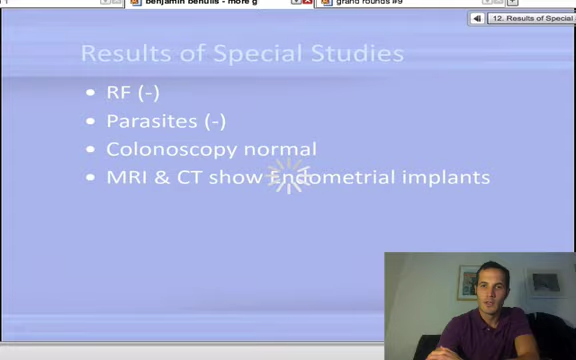 benjamin benulis - more g
grand rounds #9
12. Results of Special
Results of Special Studies
• RF (-)
• Parasites (-)
• Colonoscopy normal
• MRI & CT show Endometrial implants